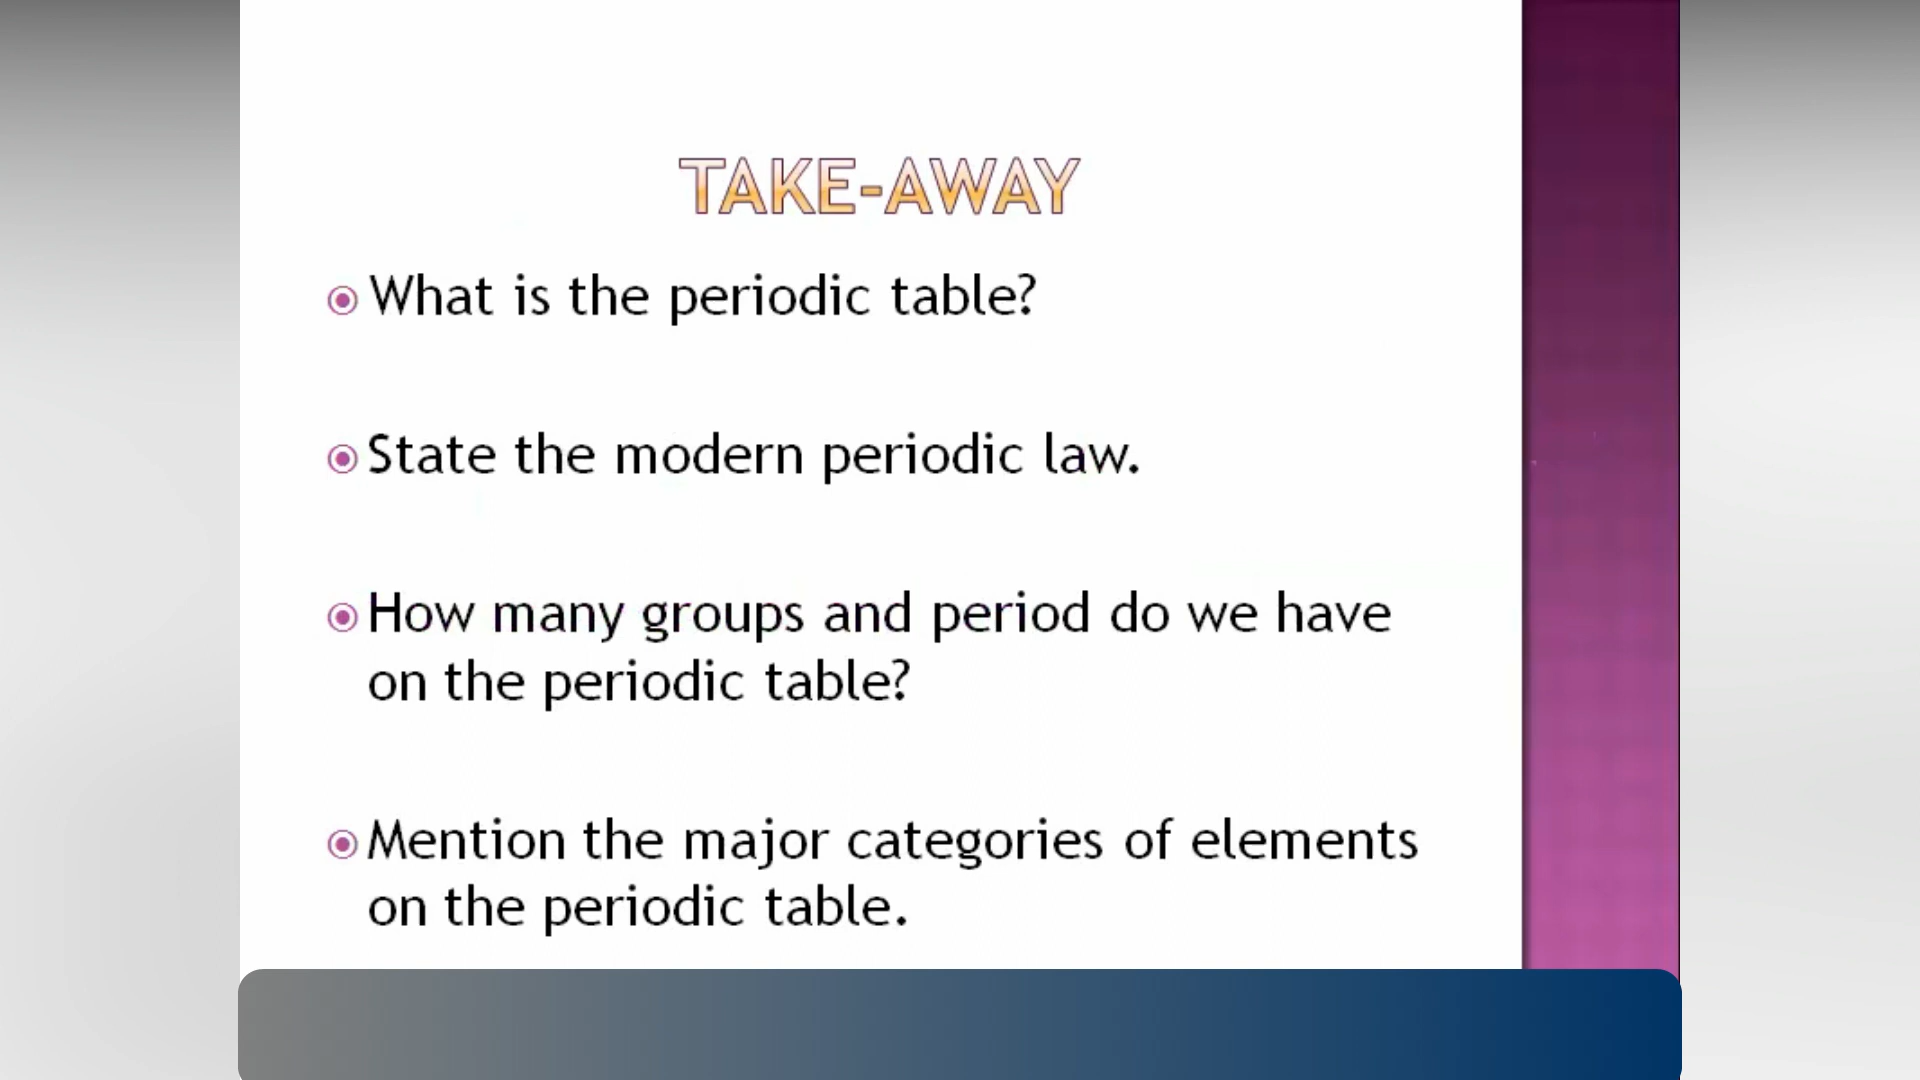 TAKE-AWAY
What is the periodic table?
State the modern periodic law.
How many groups and period do we have
on the periodic table?
Mention the major categories of elements
on the periodic table.